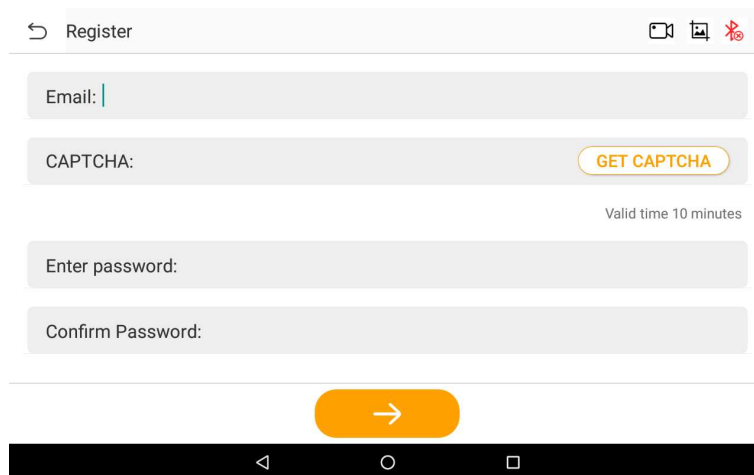 Register
Email:
CAPTCHA:
GET CAPTCHA
Valid time 10 minutes
Enter password:
Confirm Password: